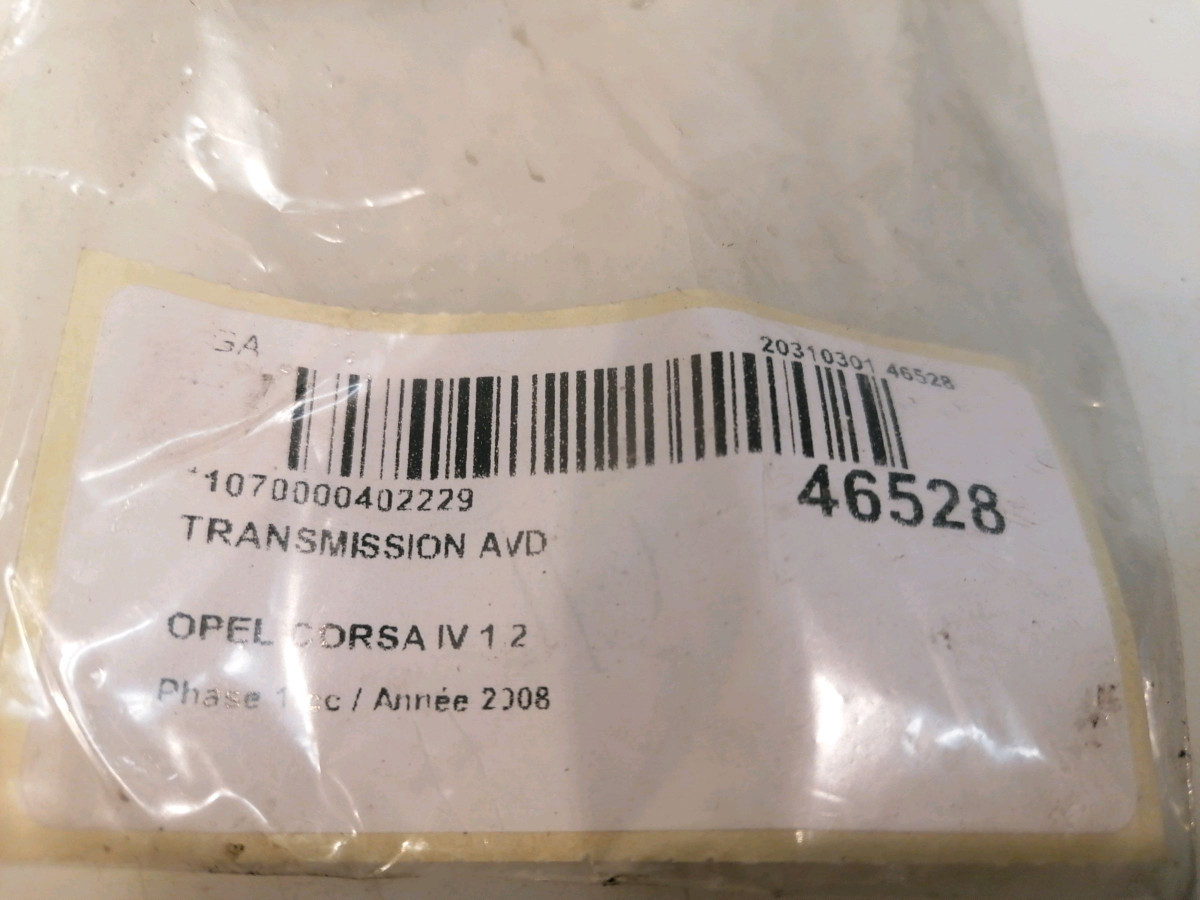 GA
20310301 46528
*1070000402229
46528
TRANSMISSION AVD
OPEL CORSA IV 1.2
Phase 1 / Année 2008